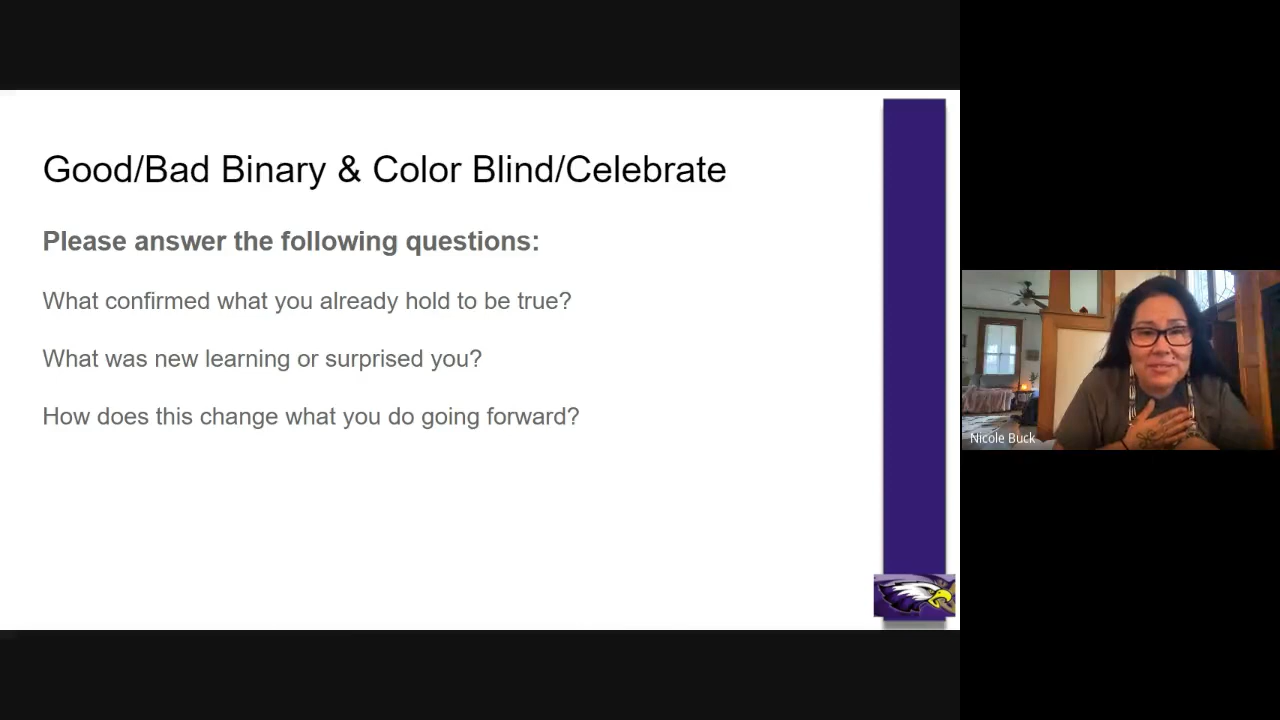 Good/Bad Binary & Color Blind/Celebrate
Please answer the following questions:
What confirmed what you already hold to be true?
What was new learning or surprised you?
How does this change what you do going forward?
Nicole Buck